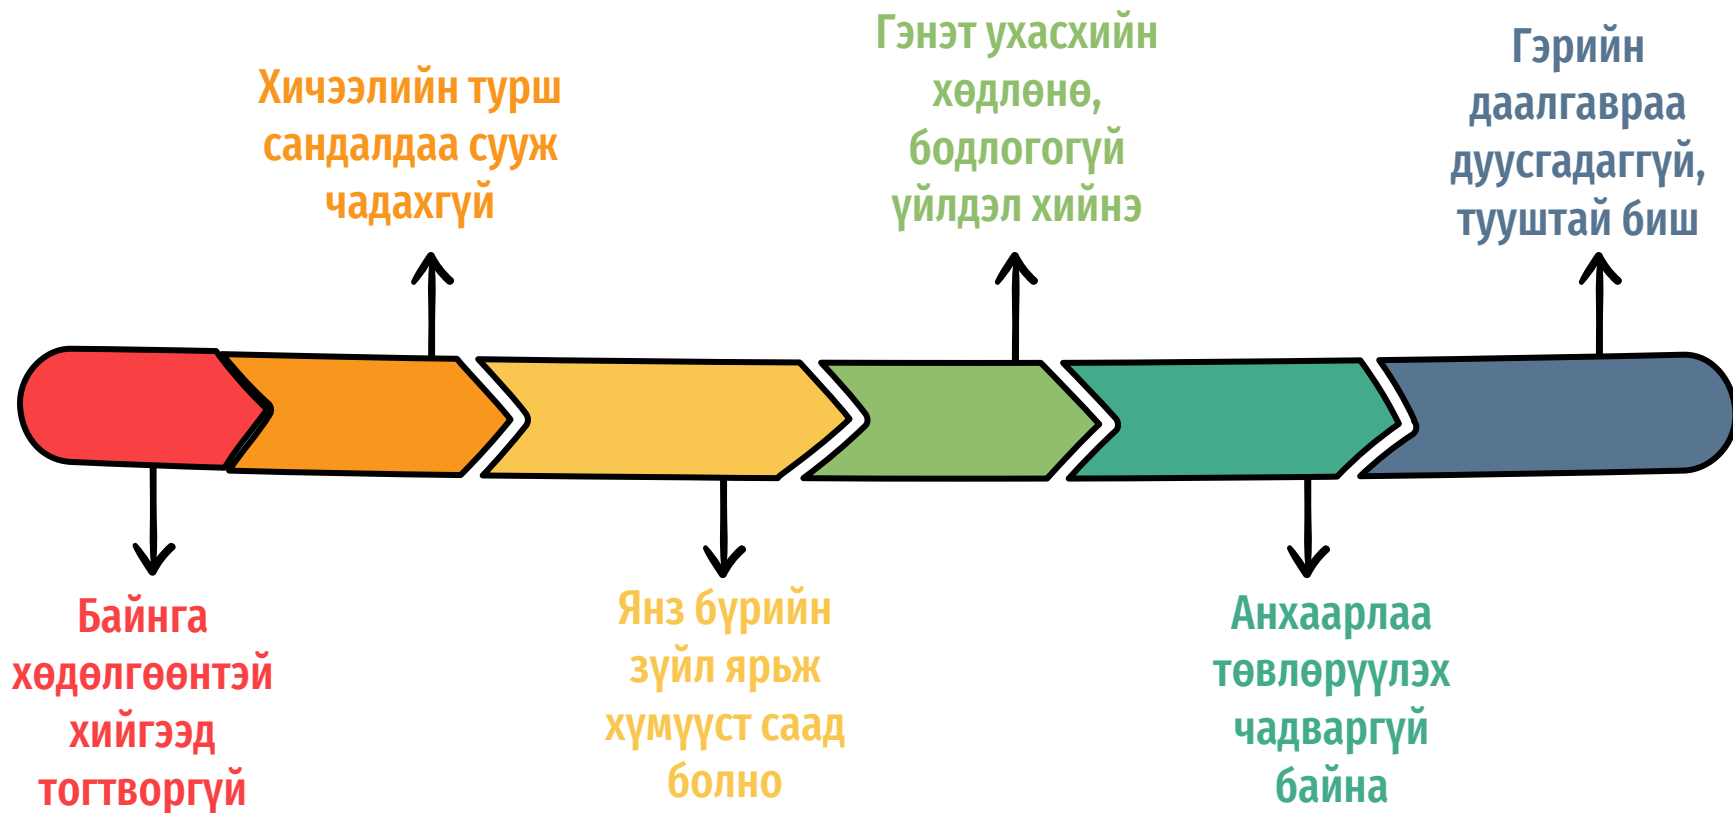 Байнга
хөдөлгөөнтэй
хийгээд
тогтворгүй
Хичээлийн турш
сандалдаа сууж
чадахгүй
Янз бүрийн
зүйл ярьж
хүмүүст саад
болно
Гэнэт ухасхийн
хөдлөнө,
бодлогогүй
үйлдэл хийнэ
Анхаарлаа
төвлөрүүлэх
чадваргүй
байна
Гэрийн
даалгавраа
дуусгадаггүй,
тууштай биш